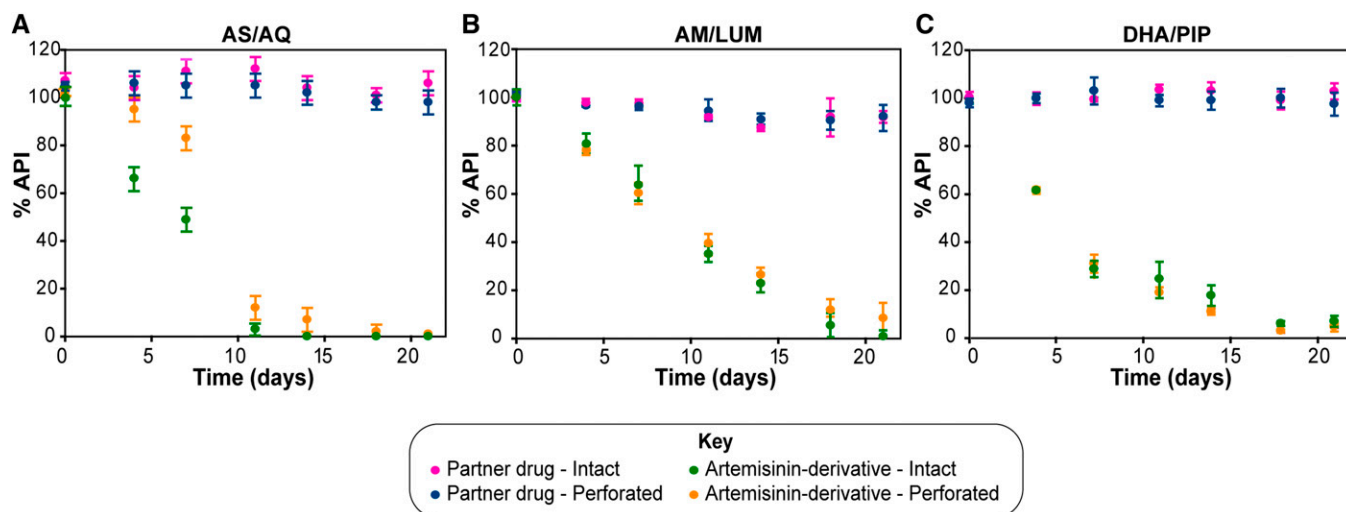 A
AS/AQ
120
100
80
60
40
20
0
% API
0
5
10
15
20
Time (days)
B
AM/LUM
120
100
80
60
40
20
0
% API
0
5
10
15
20
Time (days)
C
DHA/PIP
120
100
80
60
40
20
0
% API
0
5
10
15
20
Time (days)
Key
Partner drug - Intact
Artemisinin-derivative - Intact
Partner drug - Perforated
Artemisinin-derivative - Perforated